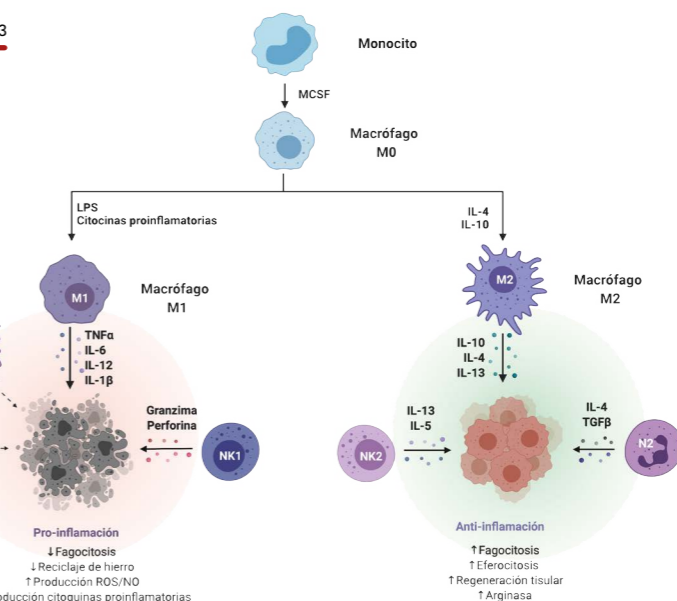 3
Monocito
MCSF
Macrófago
M0
LPS
Citocinas proinflamatorias
IL-4
IL-10
M1
Macrófago
M1
M2
Macrófago
M2
TNFα
IL-6
IL-12
IL-1β
IL-10
IL-4
IL-13
Granzima
Perforina
NK1
IL-13
IL-5
NK2
IL-4
TGFβ
N2
Pro-inflamación
↓Fagocitosis
↓Reciclaje de hierro
↑Producción ROS/NO
oducción citoquinas proinflamatorias
Anti-inflamación
↑Fagocitosis
↑Eferocitosis
↑Regeneración tisular
↑Arginasa